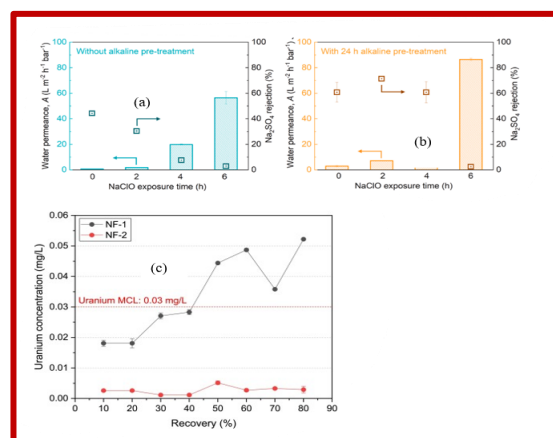 Without alkaline pre-treatment
(a)
Water permeance, A (L m⁻² h⁻¹ bar⁻¹)
100
80
60
40
20
0
100
80
60
40
20
0
Na₂SO₄ rejection (%)
0 2 4 6
NaClO exposure time (h)
With 24 h alkaline pre-treatment
(b)
Water permeance, A (L m⁻² h⁻¹ bar⁻¹)
100
80
60
40
20
0
100
80
60
40
20
0
Na₂SO₄ rejection (%)
0 2 4 6
NaClO exposure time (h)
NF-1
NF-2
(c)
Uranium MCL: 0.03 mg/L
Uranium concentration (mg/L)
0.06
0.05
0.04
0.03
0.02
0.01
0.00
0 10 20 30 40 50 60 70 80 90
Recovery (%)